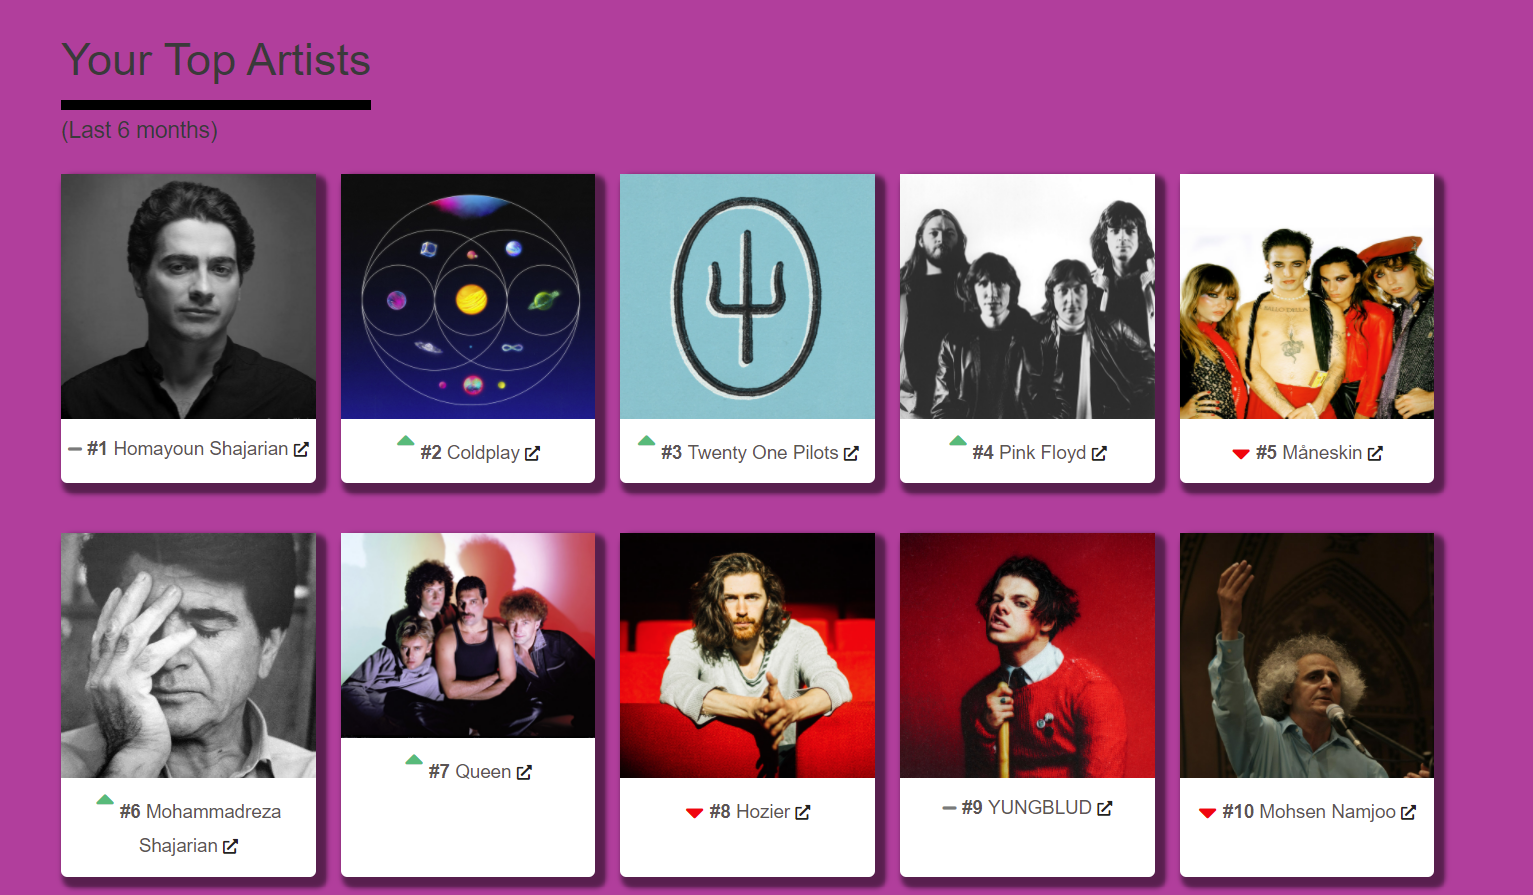 Your Top Artists
(Last 6 months)
#1 Homayoun Shajarian
#2 Coldplay
#3 Twenty One Pilots
#4 Pink Floyd
#5 Måneskin
#6 Mohammadreza
Shajarian
#7 Queen
#8 Hozier
#9 YUNGBLUD
#10 Mohsen Namjoo